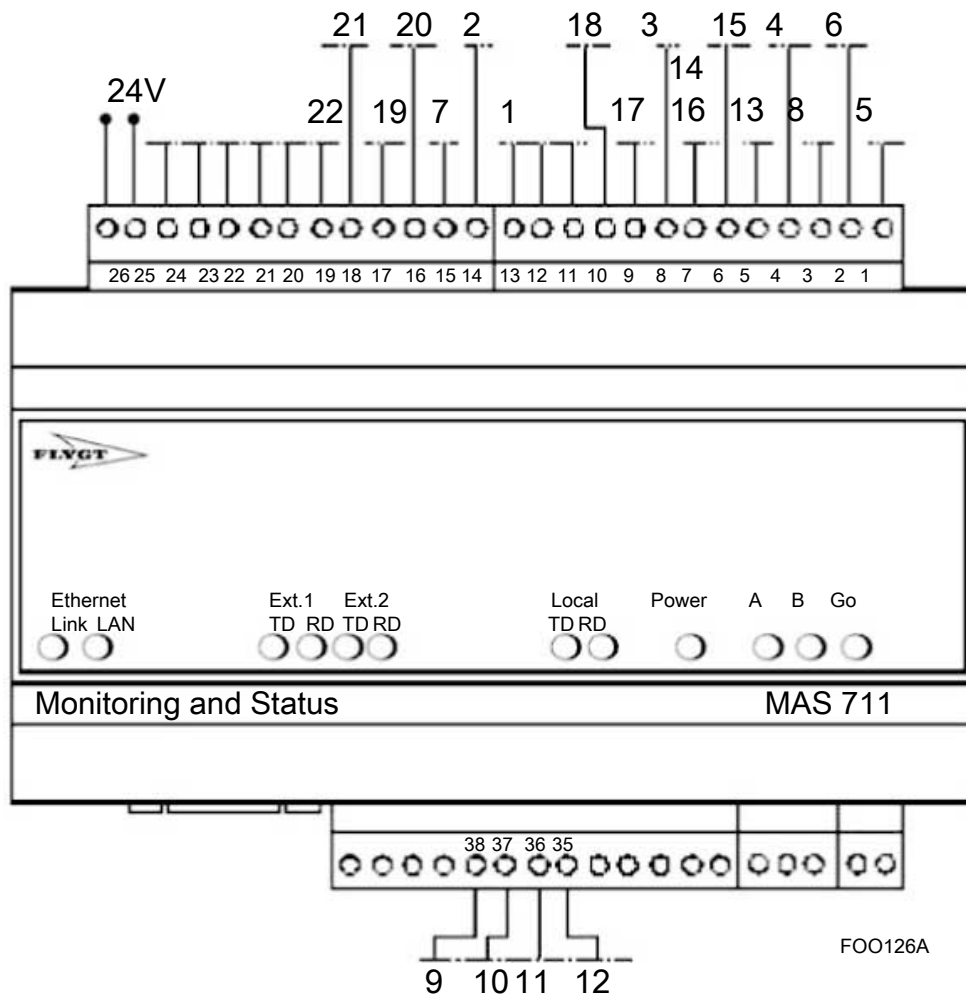 21 20 2 18 3 15 4 6
14
24V 22 19 7 1 17 16 13 8 5
26 25 24 23 22 21 20 19 18 17 16 15 14 13 12 11 10 9 8 7 6 5 4 3 2 1
FLYGT
Ethernet Ext.1 Ext.2 Local Power A B Go
Link LAN TD RD TD RD TD RD
Monitoring and Status MAS 711
38 37 36 35
FOO126A
9 10 11 12